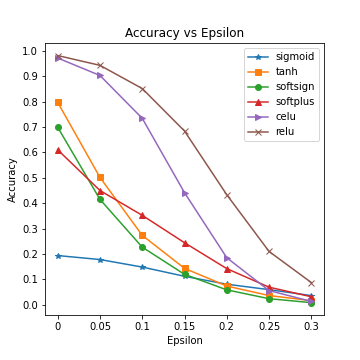 Accuracy vs Epsilon
1.0
0.9
0.8
0.7
0.6
0.5
0.4
0.3
0.2
0.1
0.0
Accuracy
sigmoid
tanh
softsign
softplus
celu
relu
0 0.05 0.1 0.15 0.2 0.25 0.3
Epsilon